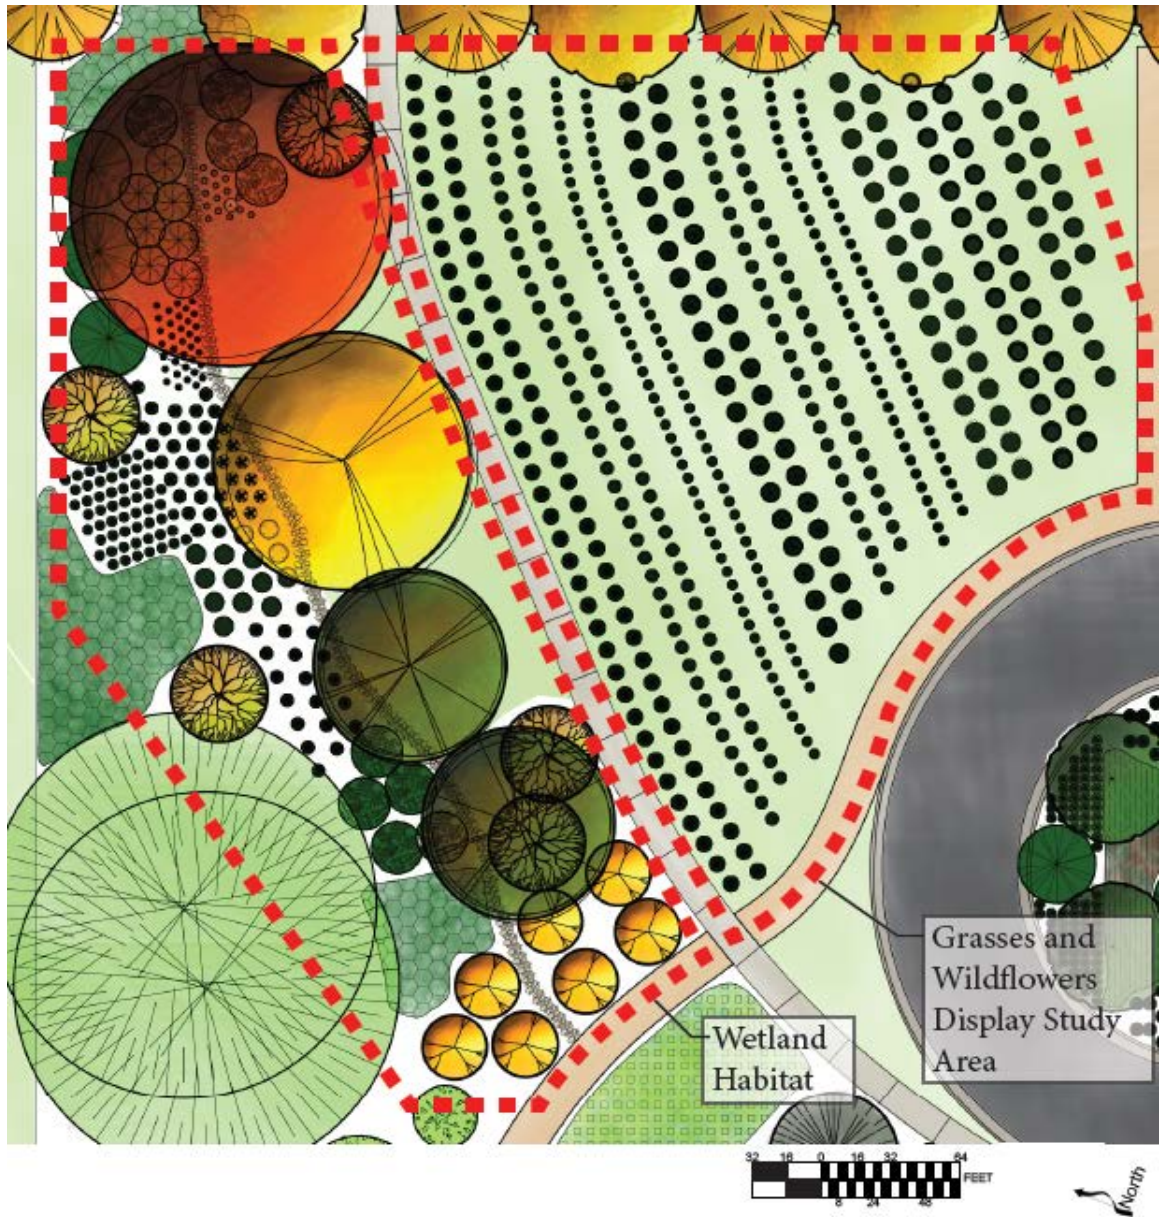 Grasses and
Wildflowers
Display Study
Area
Wetland
Habitat
32 16 0 16 32 64
FEET
8 24 48
North